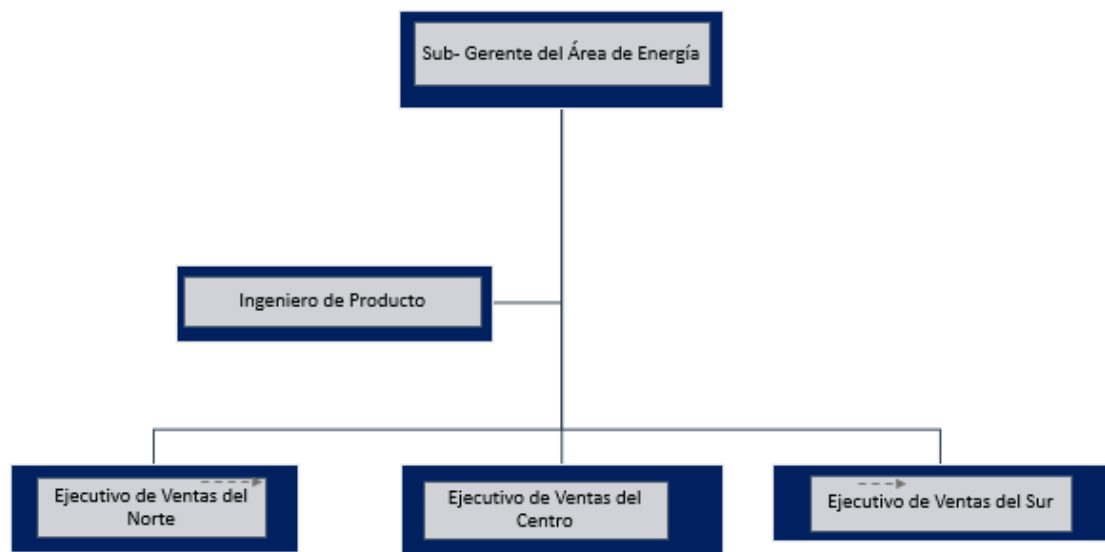 Sub- Gerente del Área de Energía
Ingeniero de Producto
Ejecutivo de Ventas del
Norte
Ejecutivo de Ventas del
Centro
Ejecutivo de Ventas del Sur